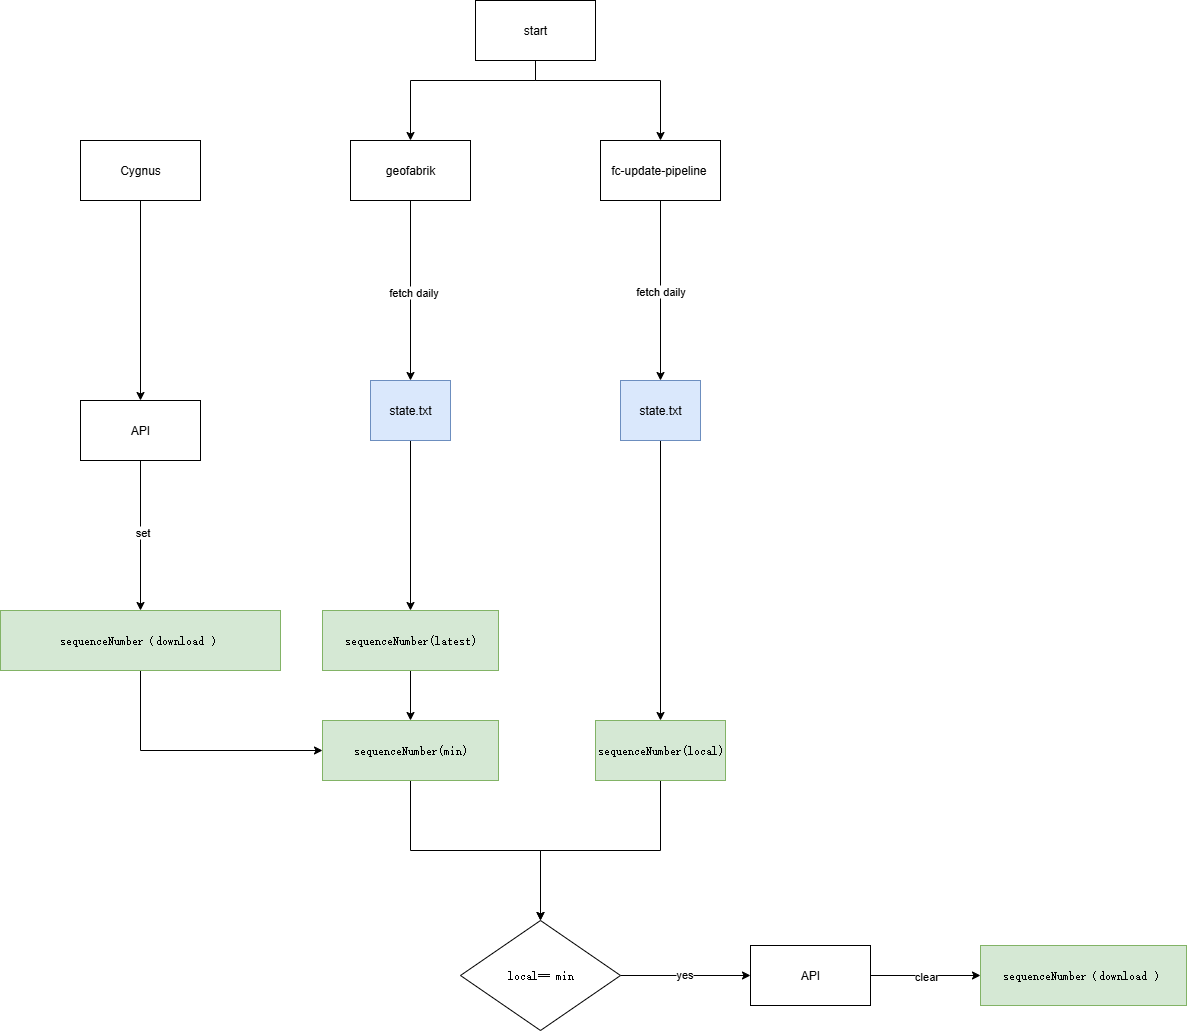 start
Cygnus
geofabrik
fc-update-pipeline
fetch daily
fetch daily
state.txt
state.txt
API
set
sequenceNumber (download )
sequenceNumber(latest)
sequenceNumber(min)
sequenceNumber(local)
local== min
yes
API
clear
sequenceNumber (download )